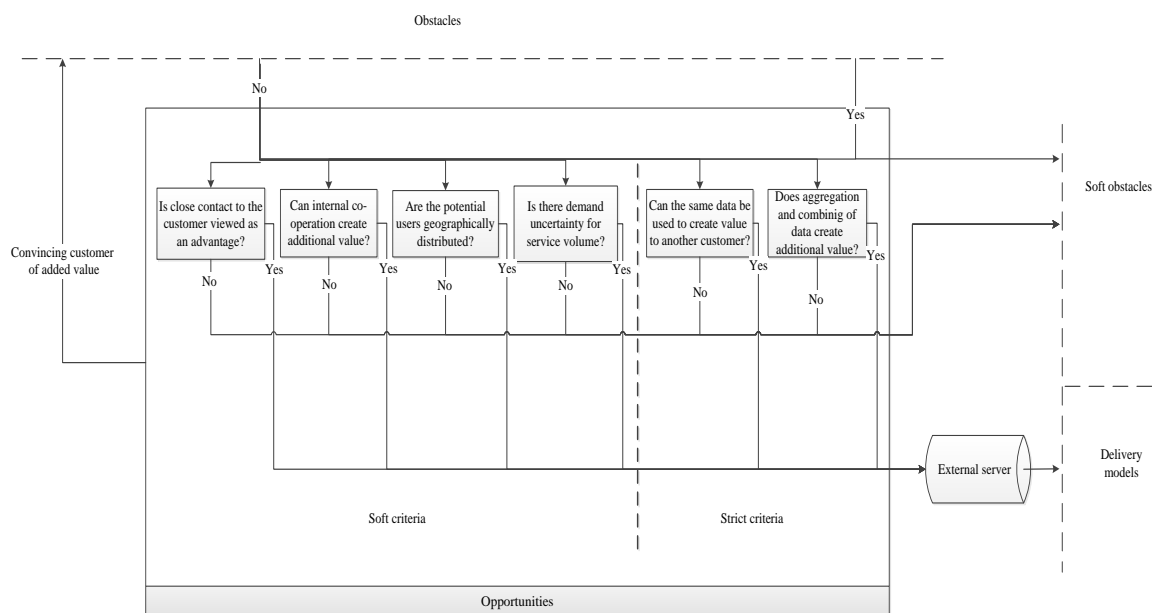 Obstacles
No
Yes
Is close contact to the
customer viewed as
an advantage?
Can internal co-
operation create
additional value?
Are the potential
users geographically
distributed?
Is there demand
uncertainty for
service volume?
Can the same data
be used to create value
to another customer?
Does aggregation
and combinig of
data create
additional value?
Soft obstacles
Convincing customer
of added value
No
Yes
No
Yes
No
Yes
No
Yes
No
Yes
No
Yes
External server
Delivery
models
Soft criteria
Strict criteria
Opportunities